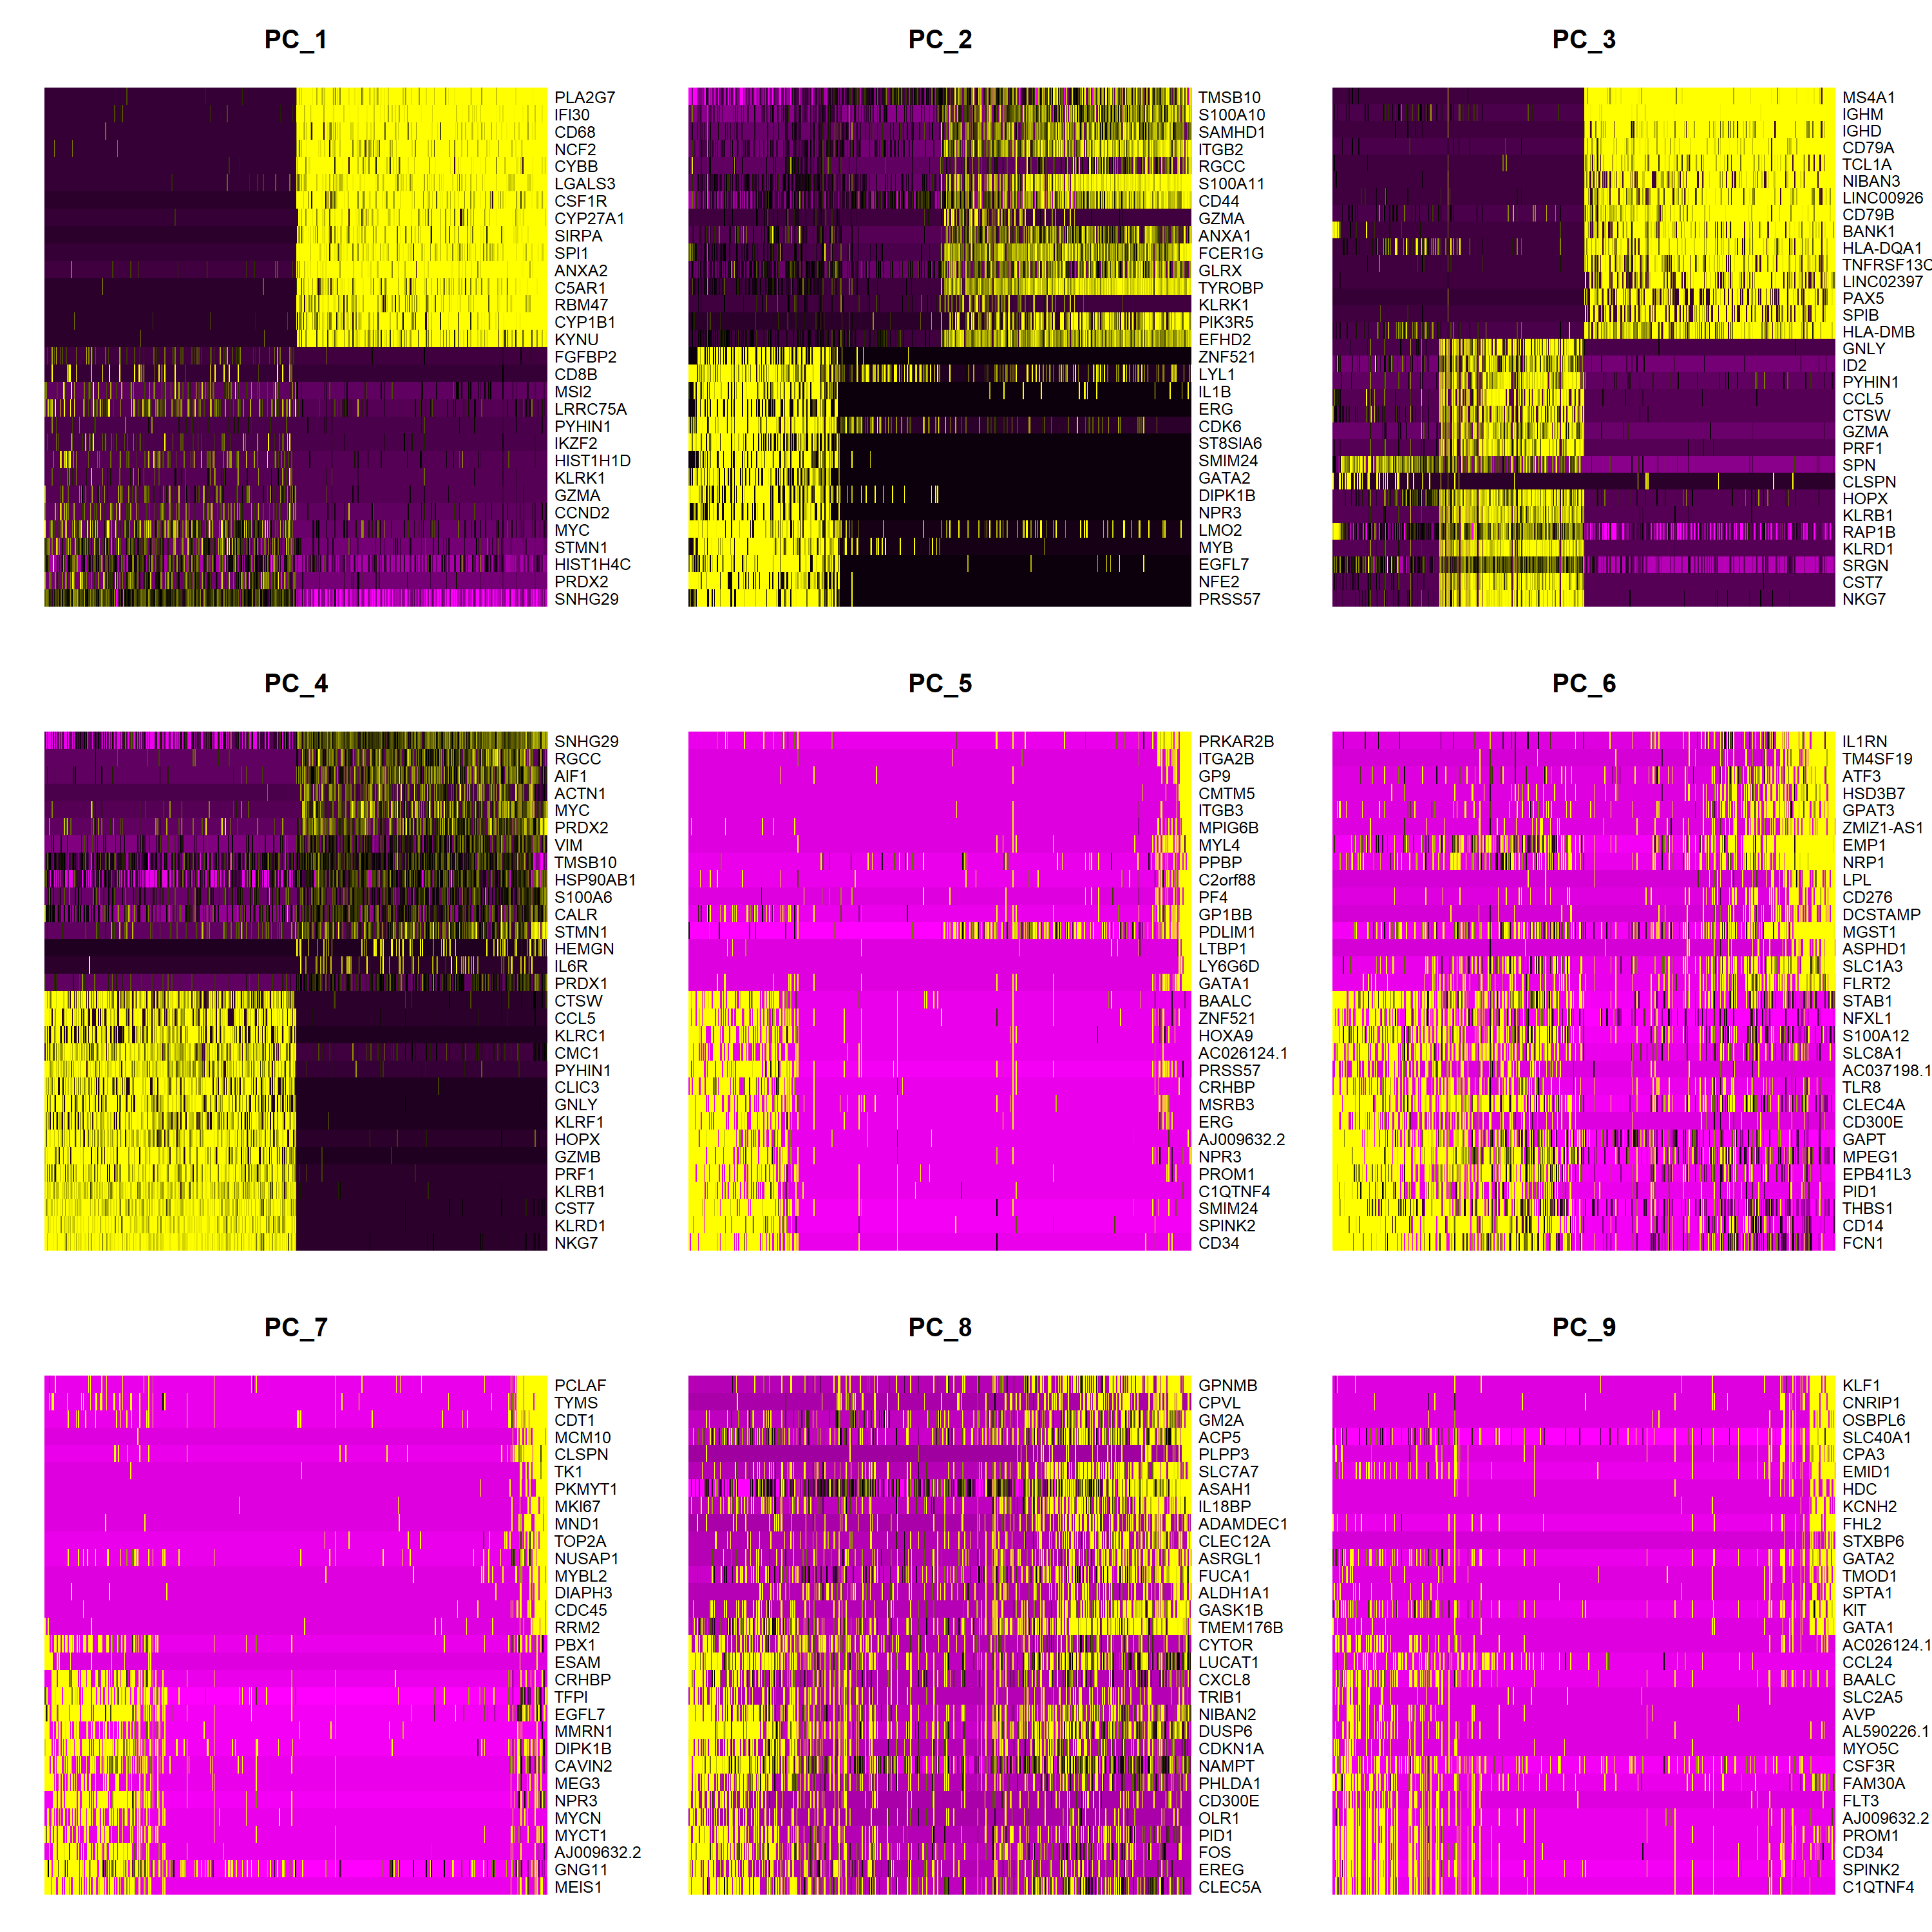 PC_1
PLA2G7
IFI30
CD68
NCF2
CYBB
LGALS3
CSF1R
CYP27A1
SIRPA
SPI1
ANXA2
C5AR1
RBM47
CYP1B1
KYNU
FGFBP2
CD8B
MSI2
LRRC75A
PYHIN1
IKZF2
HIST1H1D
KLRK1
GZMA
CCND2
MYC
STMN1
HIST1H4C
PRDX2
SNHG29
PC_2
TMSB10
S100A10
SAMHD1
ITGB2
RGCC
S100A11
CD44
GZMA
ANXA1
FCER1G
GLRX
TYROBP
KLRK1
PIK3R5
EFHD2
ZNF521
LYL1
IL1B
ERG
CDK6
ST8SIA6
SMIM24
GATA2
DIPK1B
NPR3
LMO2
MYB
EGFL7
NFE2
PRSS57
PC_3
MS4A1
IGHM
IGHD
CD79A
TCL1A
NIBAN3
LINC00926
CD79B
BANK1
HLA-DQA1
TNFRSF13C
LINC02397
PAX5
SPIB
HLA-DMB
GNLY
ID2
PYHIN1
CCL5
CTSW
GZMA
PRF1
SPN
CLSPN
HOPX
KLRB1
RAP1B
KLRD1
SRGN
CST7
NKG7
PC_4
SNHG29
RGCC
AIF1
ACTN1
MYC
PRDX2
VIM
TMSB10
HSP90AB1
S100A6
CALR
STMN1
HEMGN
IL6R
PRDX1
CTSW
CCL5
KLRC1
CMC1
PYHIN1
CLIC3
GNLY
KLRF1
HOPX
GZMB
PRF1
KLRB1
CST7
KLRD1
NKG7
PC_5
PRKAR2B
ITGA2B
GP9
CMTM5
ITGB3
MPIG6B
MYL4
PPBP
C2orf88
PF4
GP1BB
PDLIM1
LTBP1
LY6G6D
GATA1
BAALC
ZNF521
HOXA9
AC026124.1
PRSS57
CRHBP
MSRB3
ERG
AJ009632.2
NPR3
PROM1
C1QTNF4
SMIM24
SPINK2
CD34
PC_6
IL1RN
TM4SF19
ATF3
HSD3B7
GPAT3
ZMIZ1-AS1
EMP1
NRP1
LPL
CD276
DCSTAMP
MGST1
ASPHD1
SLC1A3
FLRT2
STAB1
NFXL1
S100A12
SLC8A1
AC037198.1
TLR8
CLEC4A
CD300E
GAPT
MPEG1
EPB41L3
PID1
THBS1
CD14
FCN1
PC_7
PCLAF
TYMS
CDT1
MCM10
CLSPN
TK1
PKMYT1
MKI67
MND1
TOP2A
NUSAP1
MYBL2
DIAPH3
CDC45
RRM2
PBX1
ESAM
CRHBP
TFPI
EGFL7
MMRN1
DIPK1B
CAVIN2
MEG3
NPR3
MYCN
MYCT1
AJ009632.2
GNG11
MEIS1
PC_8
GPNMB
CPVL
GM2A
ACP5
PLPP3
SLC7A7
ASAH1
IL18BP
ADAMDEC1
CLEC12A
ASRGL1
FUCA1
ALDH1A1
GASK1B
TMEM176B
CYTOR
LUCAT1
CXCL8
TRIB1
NIBAN2
DUSP6
CDKN1A
NAMPT
PHLDA1
CD300E
OLR1
PID1
FOS
EREG
CLEC5A
PC_9
KLF1
CNRIP1
OSBPL6
SLC40A1
CPA3
EMID1
HDC
KCNH2
FHL2
STXBP6
GATA2
TMOD1
SPTA1
KIT
GATA1
AC026124.1
CCL24
BAALC
SLC2A5
AVP
AL590226.1
MYO5C
CSF3R
FAM30A
FLT3
AJ009632.2
PROM1
CD34
SPINK2
C1QTNF4